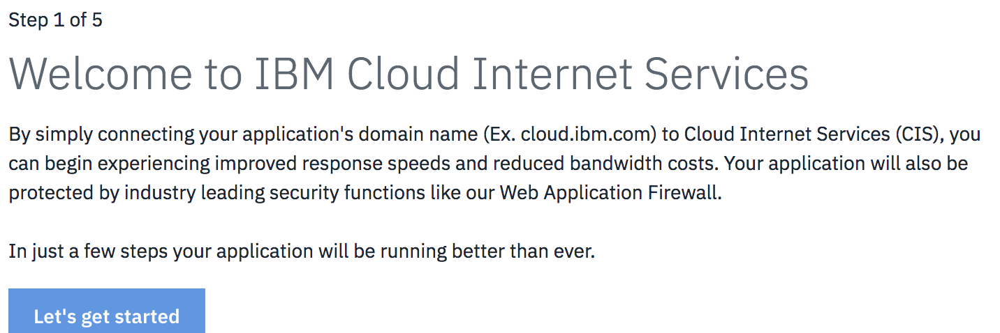 Step 1 of 5
Welcome to IBM Cloud Internet Services
By simply connecting your application's domain name (Ex. cloud.ibm.com) to Cloud Internet Services (CIS), you
can begin experiencing improved response speeds and reduced bandwidth costs. Your application will also be
protected by industry leading security functions like our Web Application Firewall.
In just a few steps your application will be running better than ever.
Let's get started